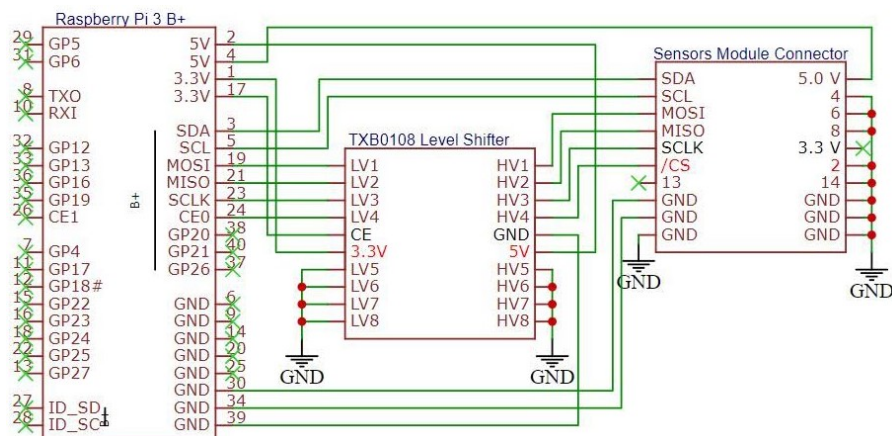 Raspberry Pi 3 B+
29 GP5 5V 2
31 GP6 5V 4
3.3V 1
8 TXO 3.3V 17
10 RXI
SDA 3
32 GP12 SCL 5
33 GP13 MOSI 19
36 GP16 MISO 21
35 GP19 SCLK 23
26 CE1 CE0 24
GP20 38
7 GP4 GP21 40
11 GP17 GP26 37
12 GP18#
15 GP22 GND 6
16 GP23 GND 9
18 GP24 GND 14
22 GP25 GND 20
13 GP27 GND 25
GND 30
27 ID_SD GND 34
28 ID_SC GND 39
B+
B+
TXB0108 Level Shifter
LV1 HV1
LV2 HV2
LV3 HV3
LV4 HV4
CE GND
3.3V 5V
LV5 HV5
LV6 HV6
LV7 HV7
LV8 HV8
GND
GND
Sensors Module Connector
SDA 5.0 V
SCL 4
MOSI 6
MISO 8
SCLK 3.3 V
/CS 2
13 14
GND GND
GND GND
GND GND
GND
GND